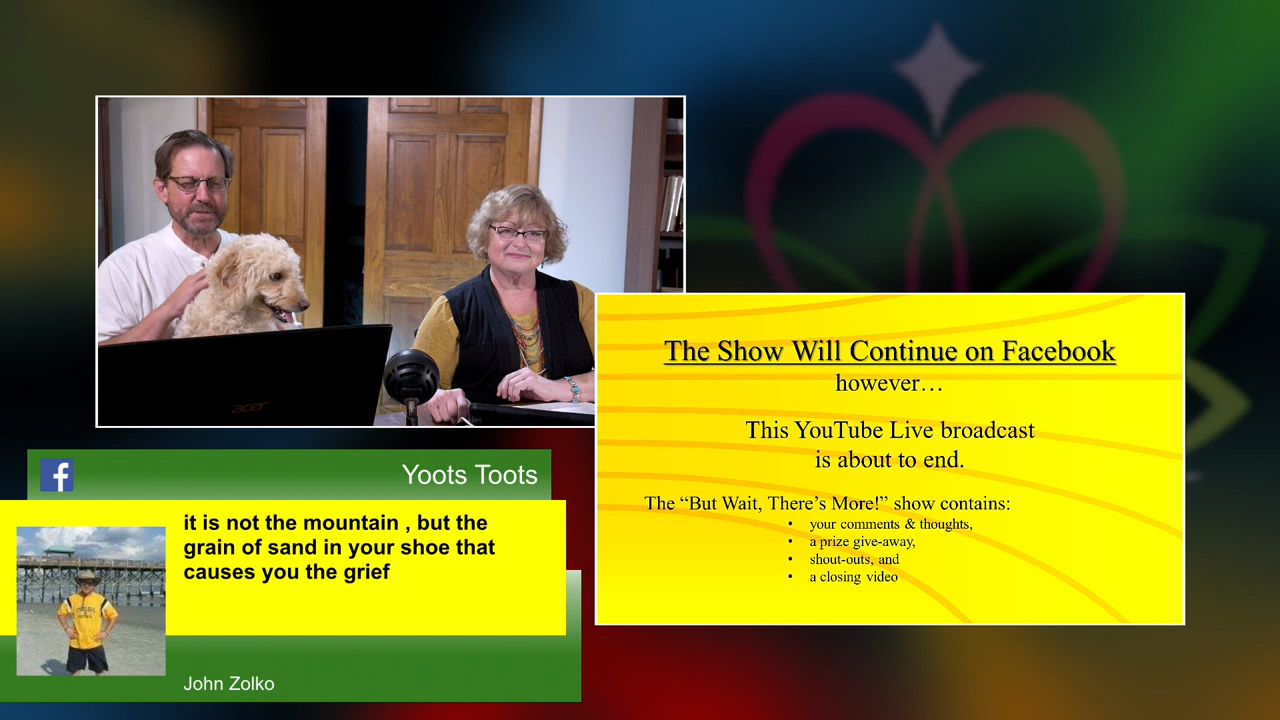 acer
The Show Will Continue on Facebook
however…
This YouTube Live broadcast
is about to end.
The “But Wait, There’s More!” show contains:
• your comments & thoughts,
• a prize give-away,
• shout-outs, and
• a closing video
f
Yoots Toots
it is not the mountain , but the
grain of sand in your shoe that
causes you the grief
John Zolko